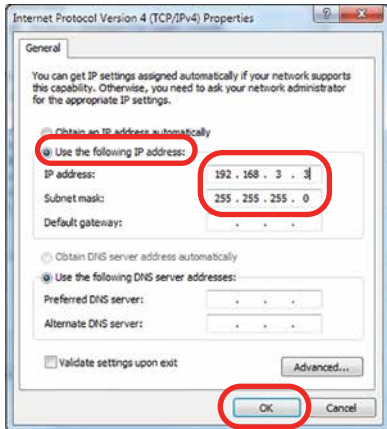 Internet Protocol Version 4 (TCP/IPv4) Properties
General
You can get IP settings assigned automatically if your network supports
this capability. Otherwise, you need to ask your network administrator
for the appropriate IP settings.
Obtain an IP address automatically
Use the following IP address:
IP address: 192 . 168 . 3 . 3
Subnet mask: 255 . 255 . 255 . 0
Default gateway: . . .
Obtain DNS server address automatically
Use the following DNS server addresses:
Preferred DNS server: . . .
Alternate DNS server: . . .
Validate settings upon exit
Advanced...
OK Cancel